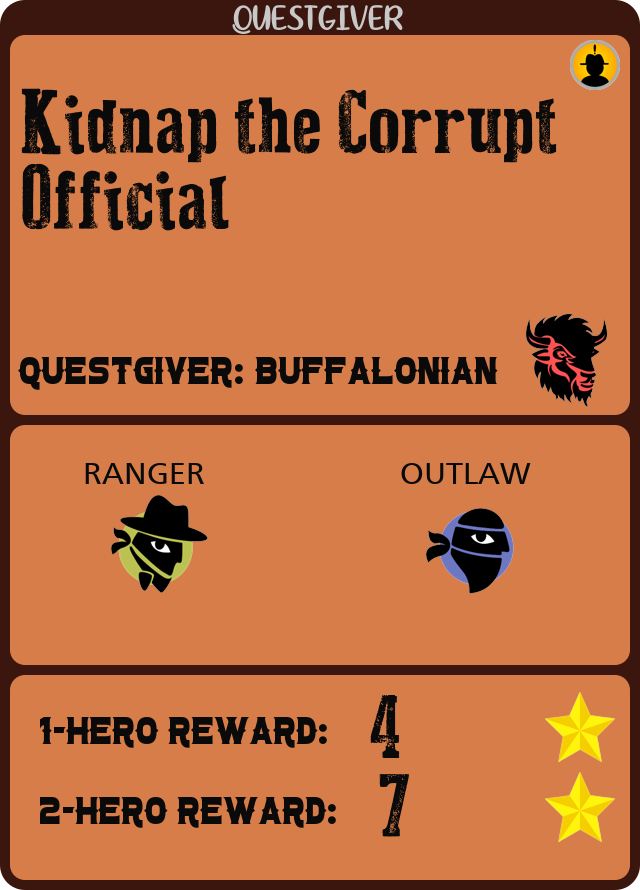 QUESTGIVER
Kidnap the Corrupt
Official
QUESTGIVER: BUFFALONIAN
RANGER OUTLAW
1-HERO REWARD: 4
2-HERO REWARD: 7